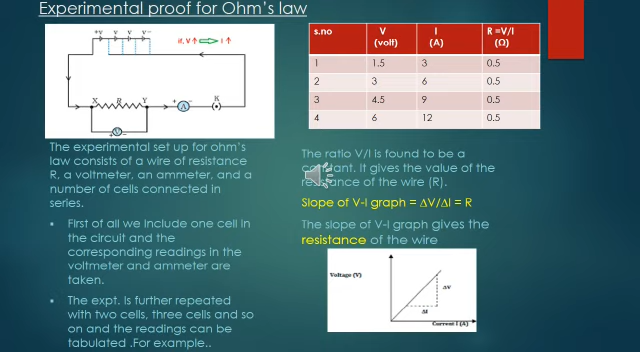 Experimental proof for Ohm's law
+V V V V -
if, V↑ ⇒ I↑
X R Y + A - K
+ V -
The experimental set up for ohm's
law consists of a wire of resistance
R, a voltmeter, an ammeter, and a
number of cells connected in
series.
• First of all we include one cell in
the circuit and the
corresponding readings in the
voltmeter and ammeter are
taken.
• The expt. Is further repeated
with two cells, three cells and so
on and the readings can be
tabulated .For example..
s.no V (volt) I (A) R =V/I (Ω)
1 1.5 3 0.5
2 3 6 0.5
3 4.5 9 0.5
4 6 12 0.5
The ratio V/I is found to be a
constant. It gives the value of the
resistance of the wire (R).
Slope of V-I graph = ΔV/ΔI = R
The slope of V-I graph gives the
resistance of the wire
Voltage (V)
ΔV
ΔI
Current I (A)